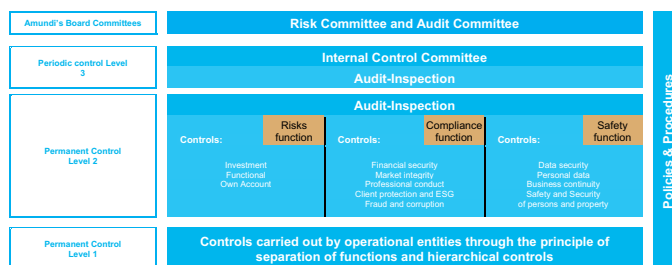 Amundi's Board Committees
Risk Committee and Audit Committee
Periodic control Level
3
Internal Control Committee
Audit-Inspection
Permanent Control
Level 2
Audit-Inspection
Controls:
Risks
function
Investment
Functional
Own Account
Controls:
Compliance
function
Financial security
Market integrity
Professional conduct
Client protection and ESG
Fraud and corruption
Controls:
Safety
function
Data security
Personal data
Business continuity
Safety and Security
of persons and property
Permanent Control
Level 1
Controls carried out by operational entities through the principle of
separation of functions and hierarchical controls
Policies & Procedures